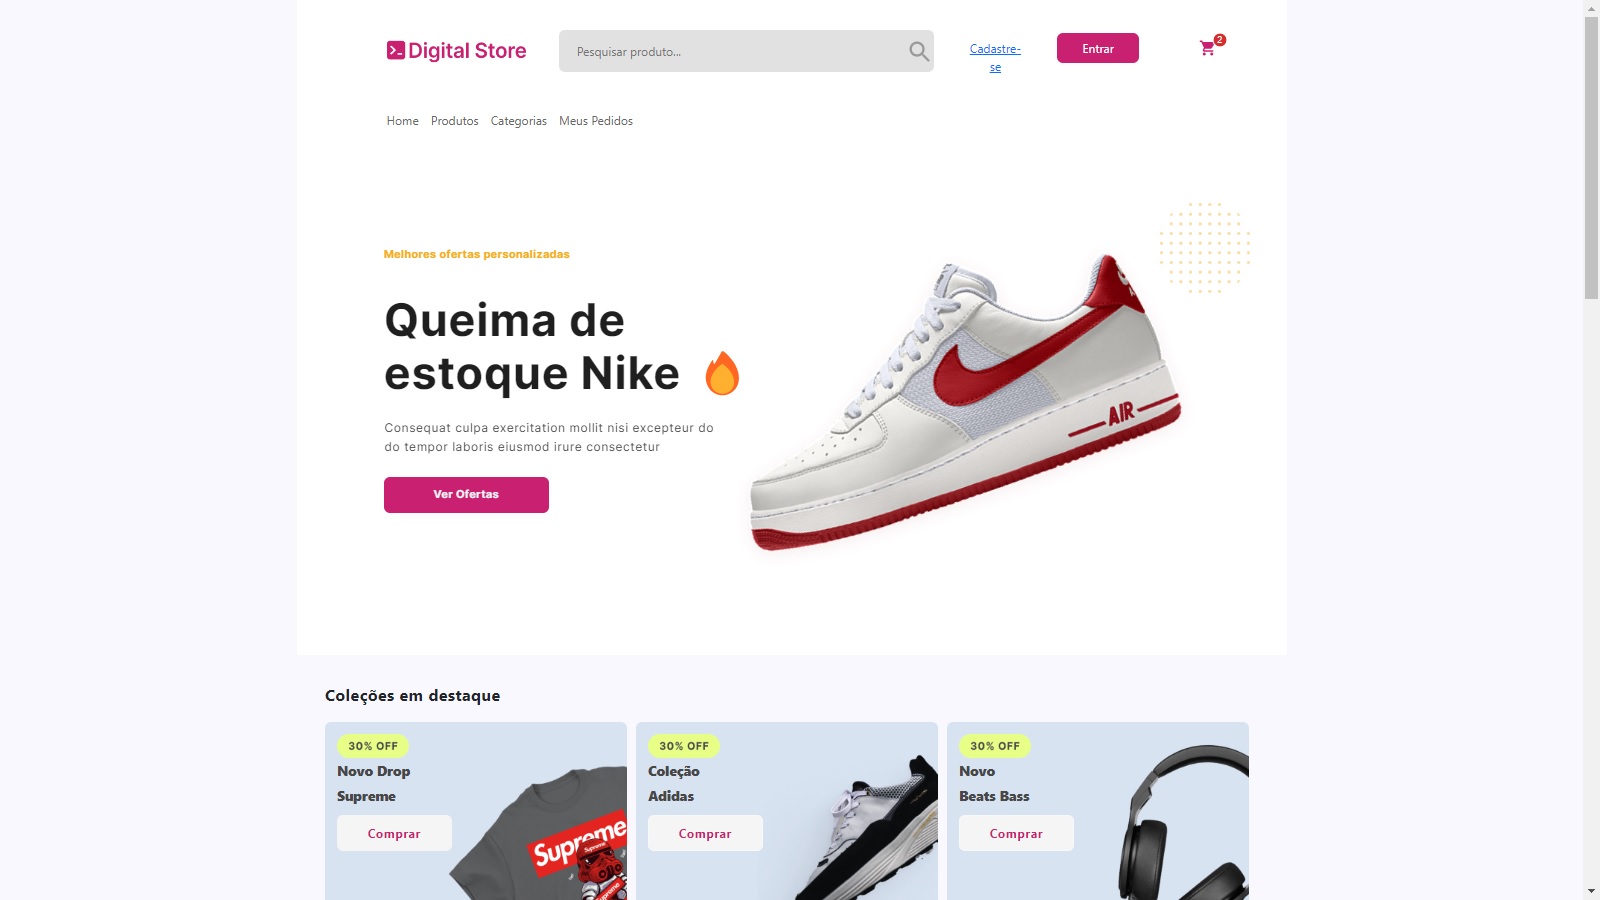 Digital Store
Pesquisar produto...
Cadastre-
se
Entrar
2
Home Produtos Categorias Meus Pedidos
Melhores ofertas personalizadas
Queima de
estoque Nike
Consequat culpa exercitation mollit nisi excepteur do
do tempor laboris eiusmod irure consectetur
Ver Ofertas
AIR
Coleções em destaque
30% OFF
Novo Drop
Supreme
Comprar
Supreme
Supreme
Supreme
30% OFF
Coleção
Adidas
Comprar
30% OFF
Novo
Beats Bass
Comprar